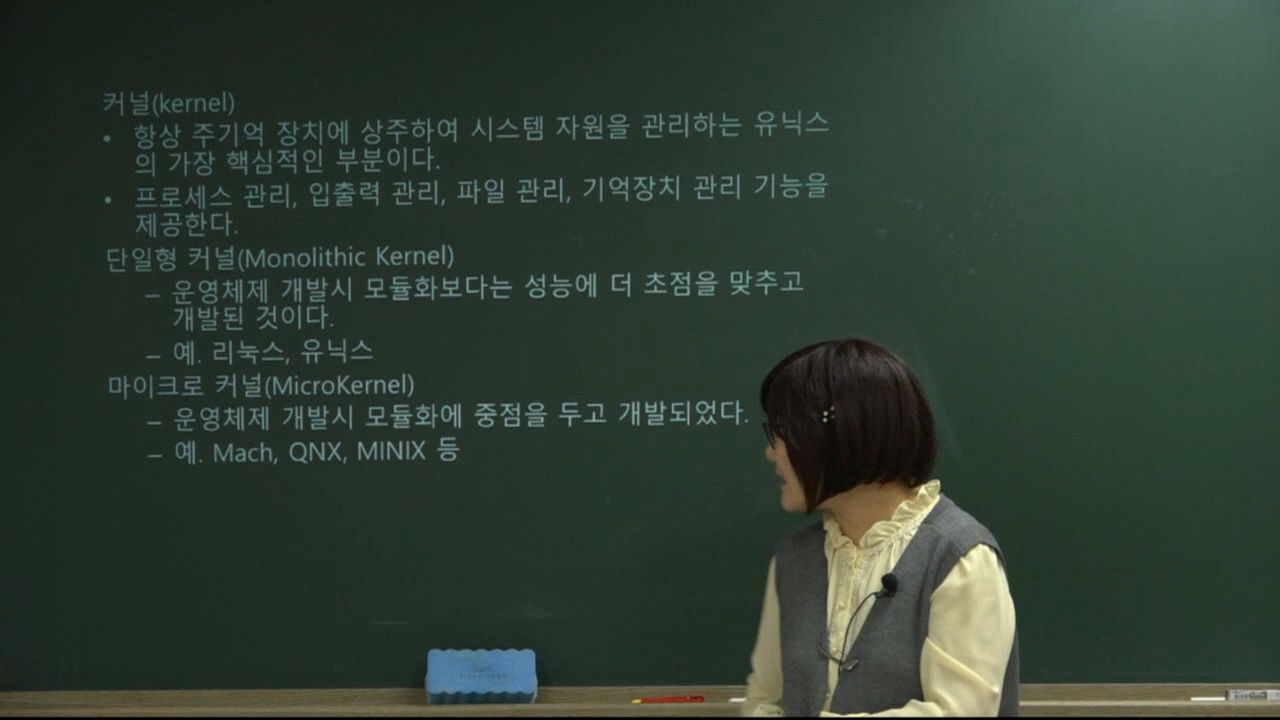 커널(kernel)
• 항상 주기억 장치에 상주하여 시스템 자원을 관리하는 유닉스
의 가장 핵심적인 부분이다.
• 프로세스 관리, 입출력 관리, 파일 관리, 기억장치 관리 기능을
제공한다.
단일형 커널(Monolithic Kernel)
– 운영체제 개발시 모듈화보다는 성능에 더 초점을 맞추고
개발된 것이다.
– 예. 리눅스, 유닉스
마이크로 커널(MicroKernel)
– 운영체제 개발시 모듈화에 중점을 두고 개발되었다.
– 예. Mach, QNX, MINIX 등